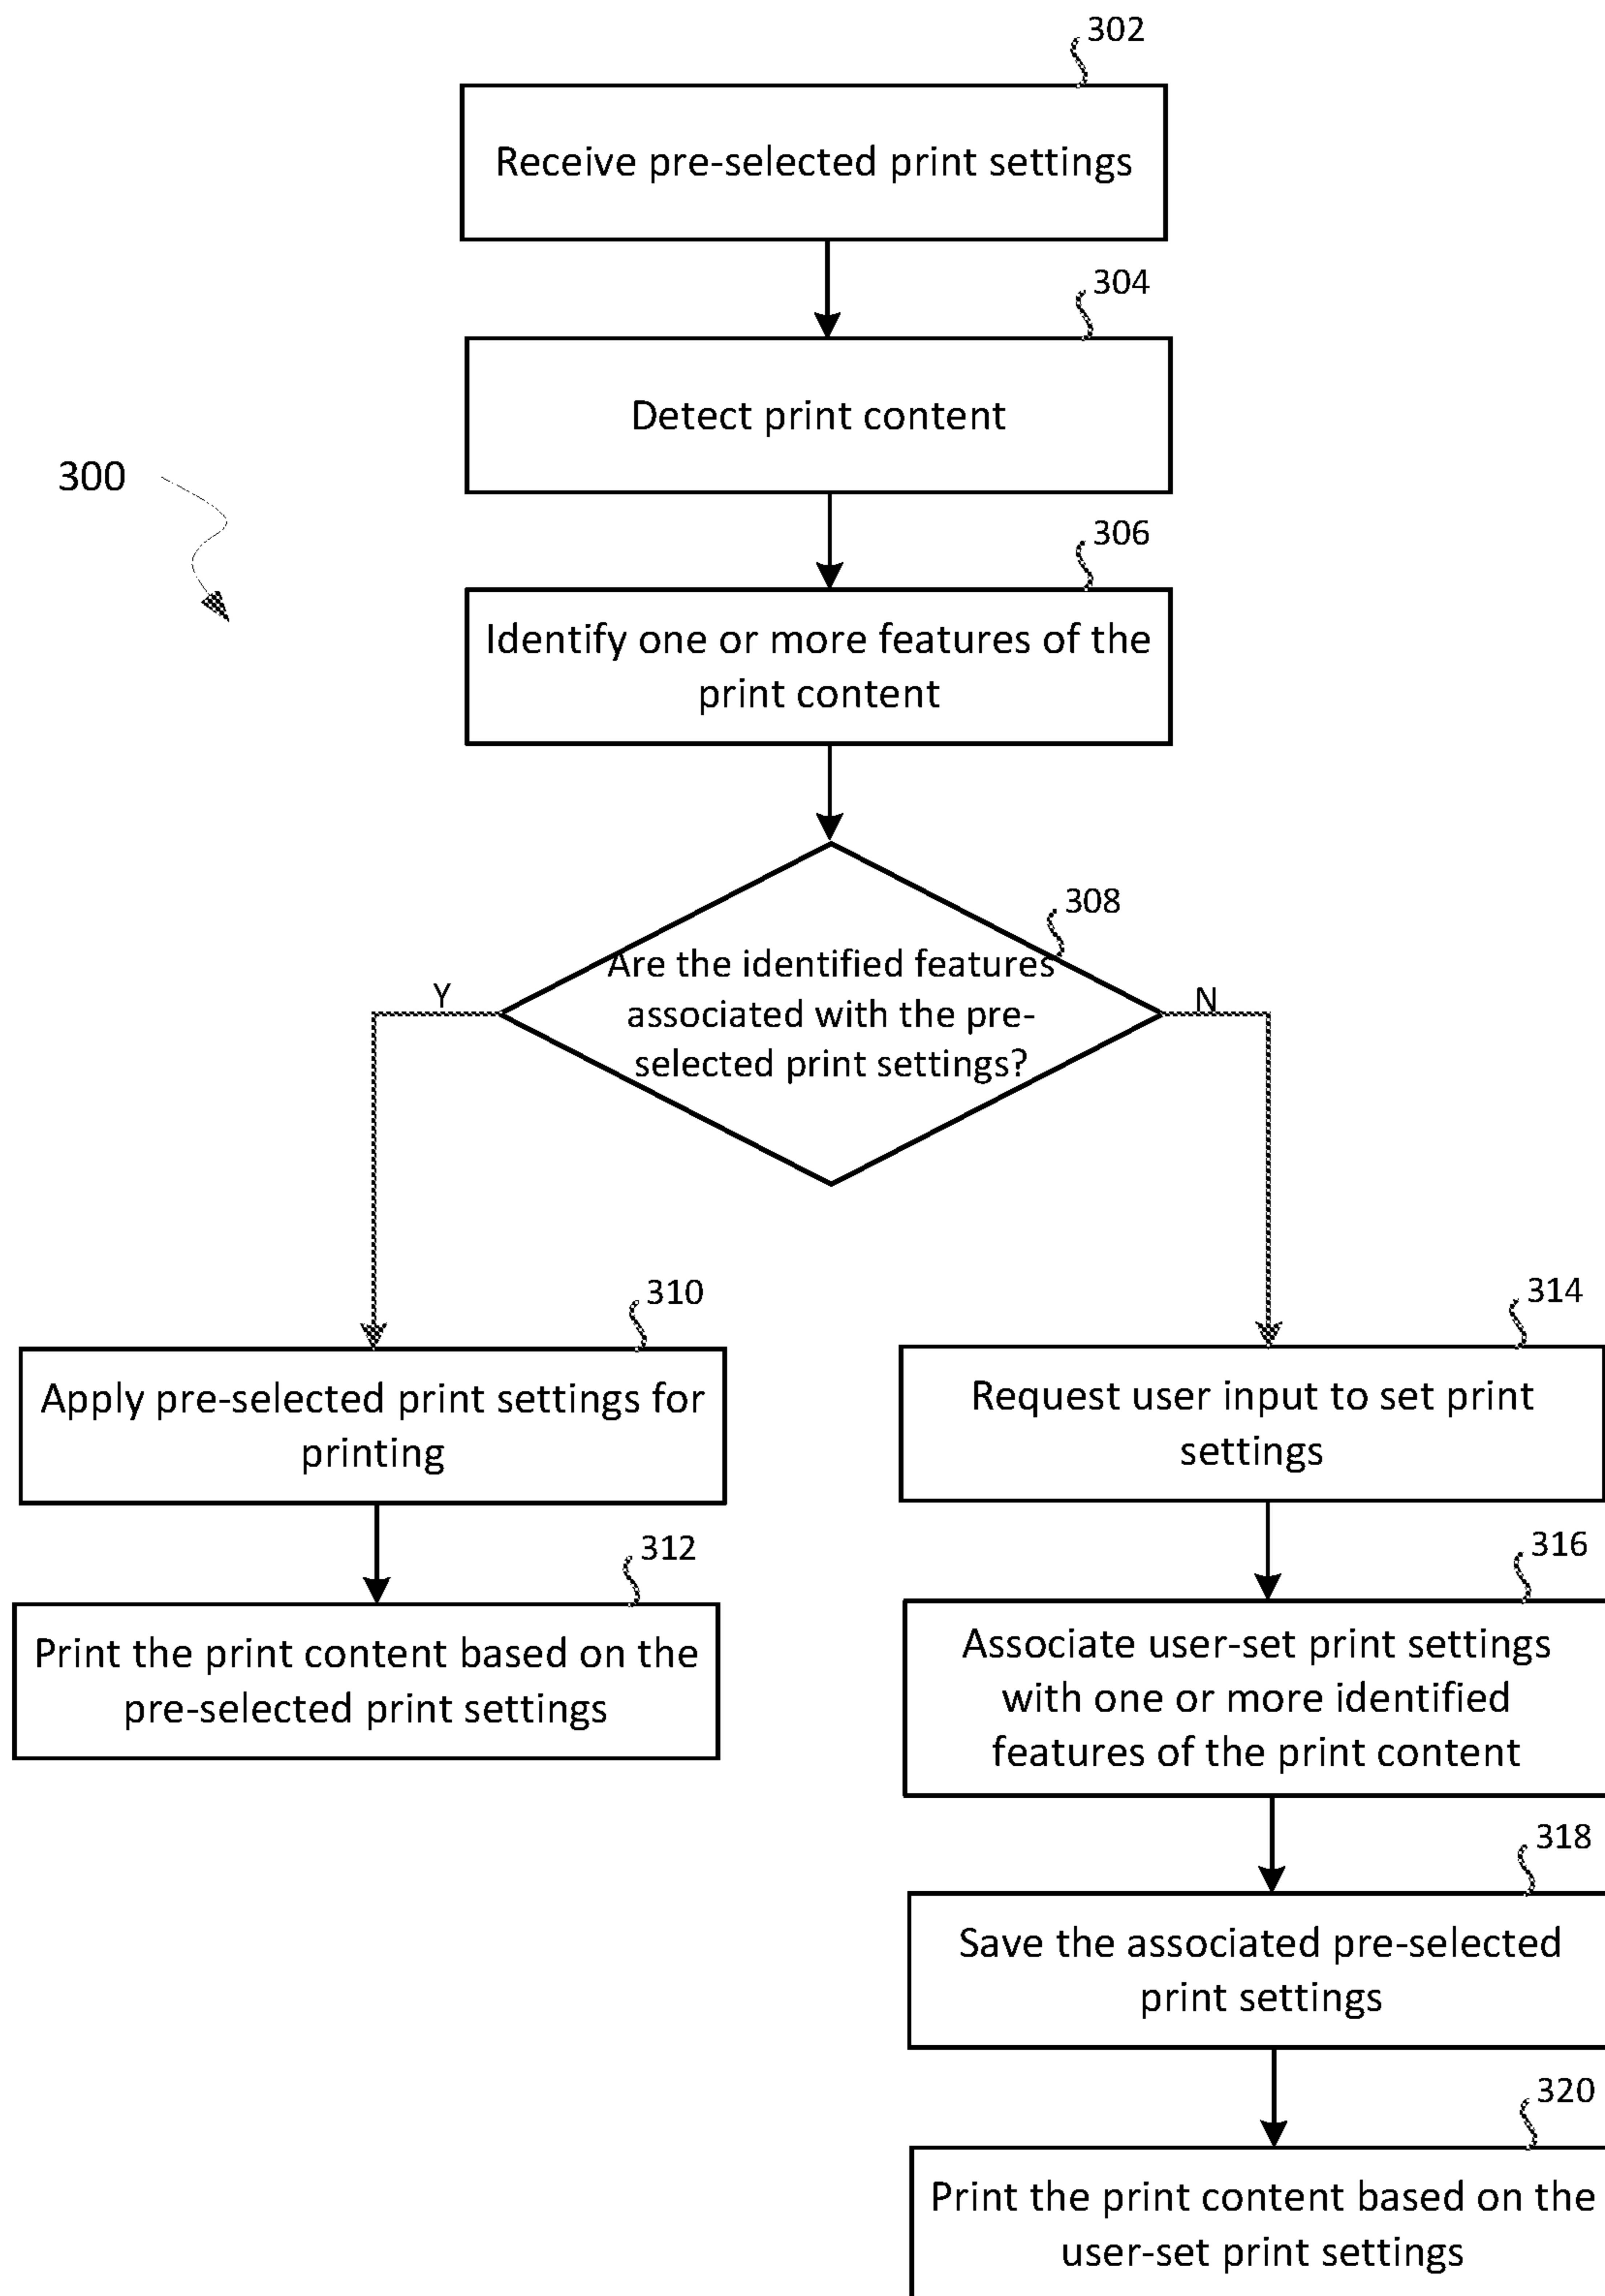 302
Receive pre-selected print settings
304
Detect print content
300
306
Identify one or more features of the
print content
308
Are the identified features
associated with the pre-
selected print settings?
Y
N
310
Apply pre-selected print settings for
printing
312
Print the print content based on the
pre-selected print settings
314
Request user input to set print
settings
316
Associate user-set print settings
with one or more identified
features of the print content
318
Save the associated pre-selected
print settings
320
Print the print content based on the
user-set print settings